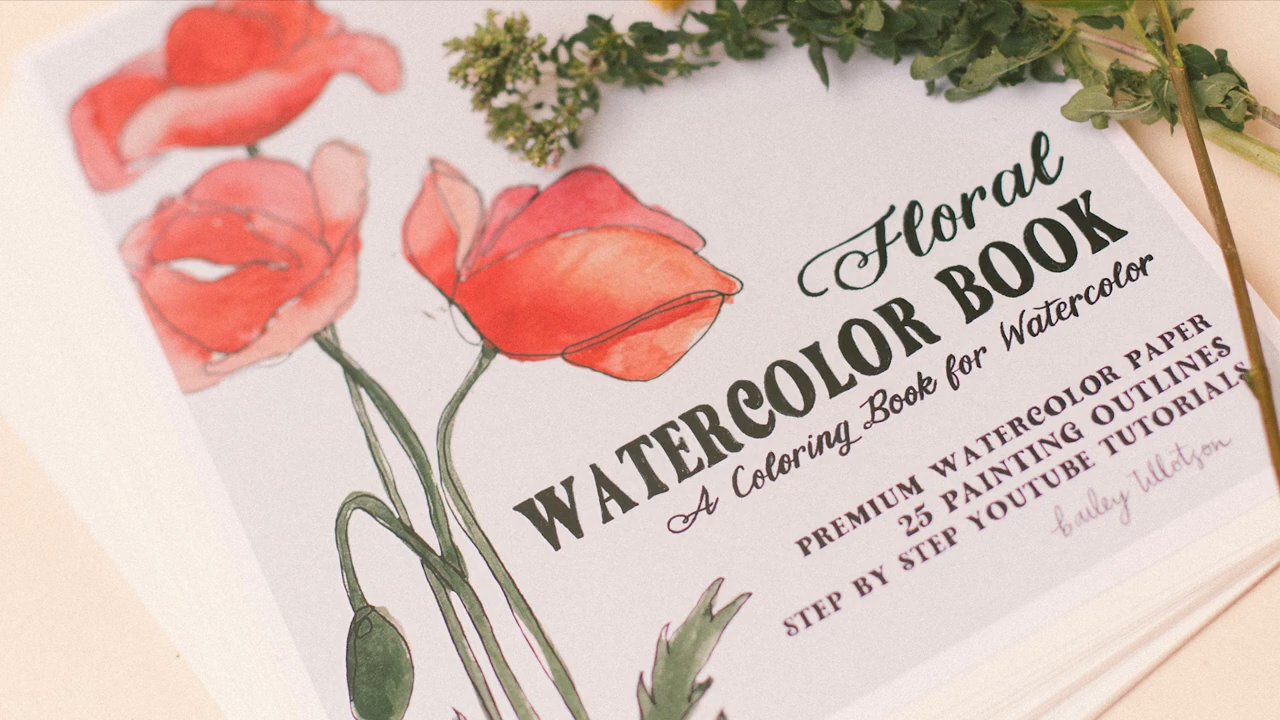 Floral
WATERCOLOR BOOK
A Coloring Book for Watercolor
PREMIUM WATERCOLOR PAPER
25 PAINTING OUTLINES
STEP BY STEP YOUTUBE TUTORIALS
bailey tillotson